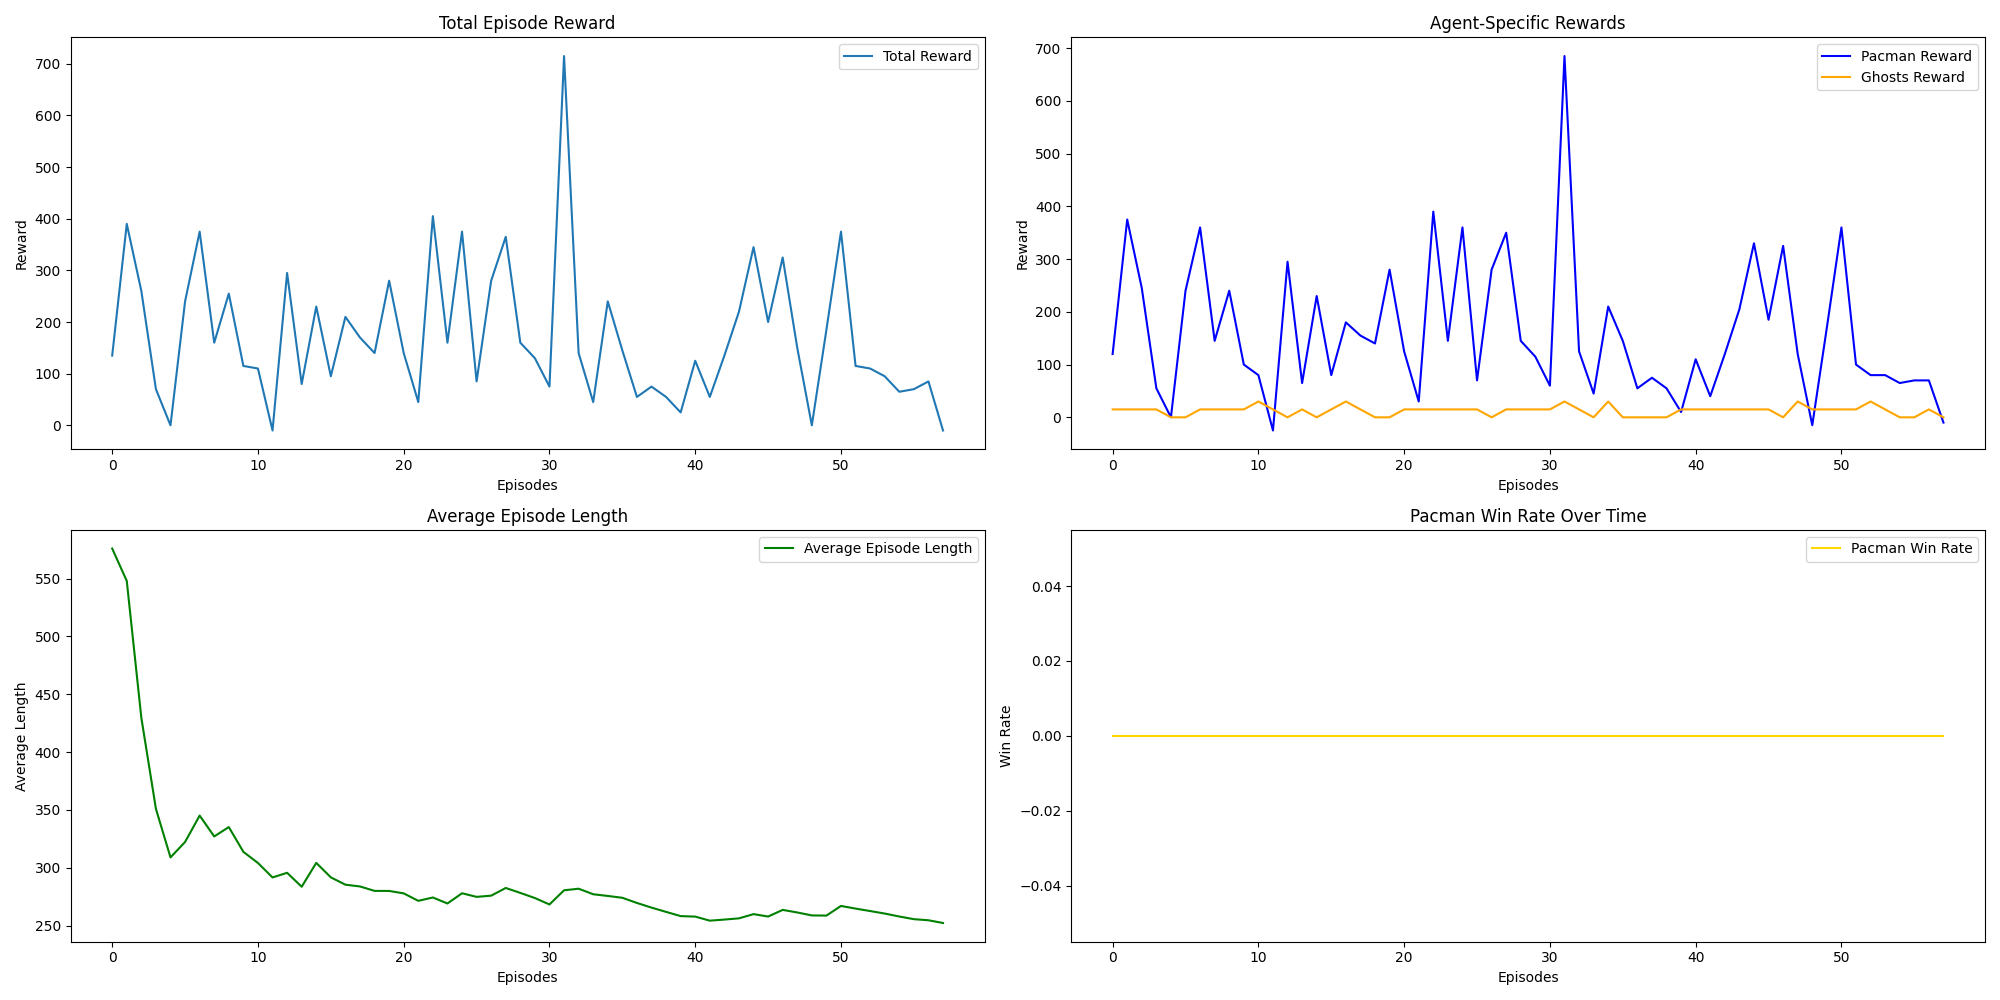 Total Episode Reward
Total Reward
700
600
500
400
300
200
100
0
Reward
0 10 20 30 40 50
Episodes
Agent-Specific Rewards
Pacman Reward
Ghosts Reward
700
600
500
400
300
200
100
0
Reward
0 10 20 30 40 50
Episodes
Average Episode Length
Average Episode Length
550
500
450
400
350
300
250
Average Length
0 10 20 30 40 50
Episodes
Pacman Win Rate Over Time
Pacman Win Rate
0.04
0.02
0.00
−0.02
−0.04
Win Rate
0 10 20 30 40 50
Episodes